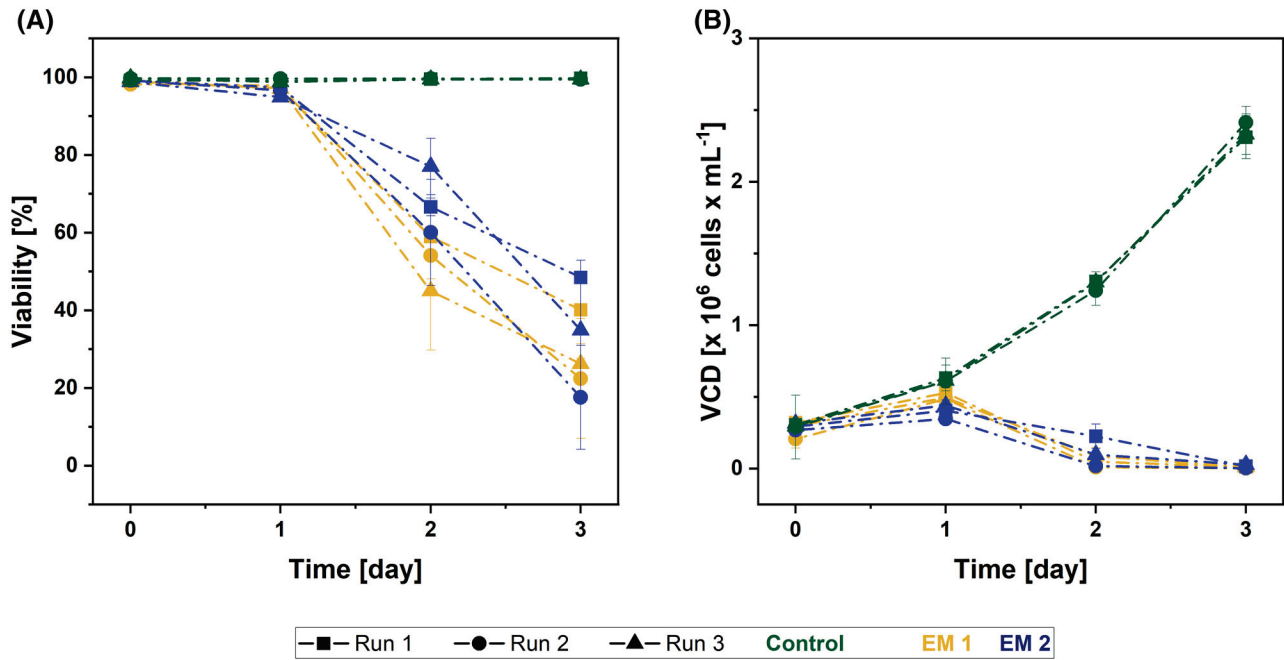 (A)
Viability [%]
100
80
60
40
20
0
0 1 2 3
Time [day]
(B)
VCD [x 10⁶ cells x mL⁻¹]
3
2
1
0
0 1 2 3
Time [day]
Run 1 Run 2 Run 3 Control EM 1 EM 2